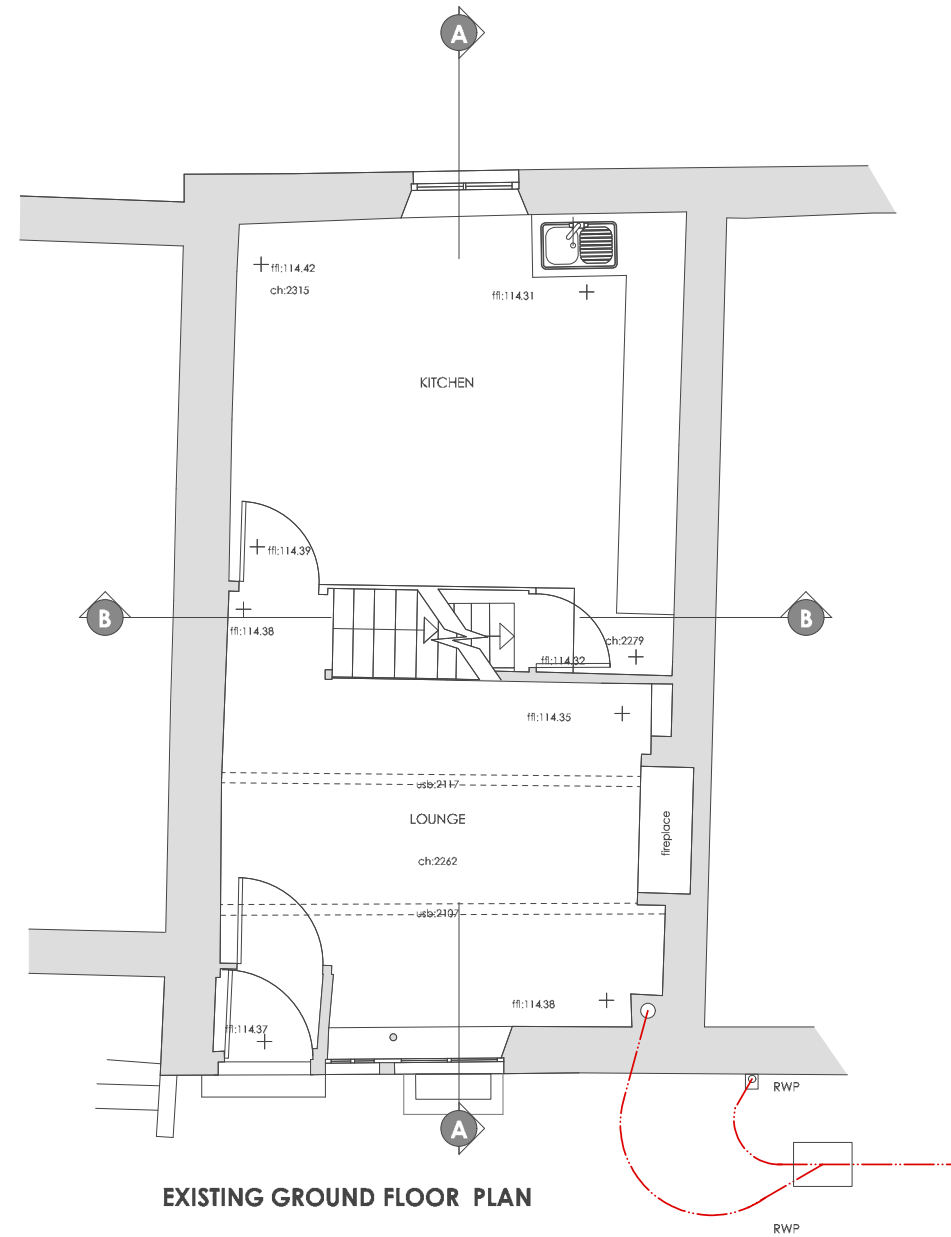 A
ffl:114.42
ch:2315
ffl:114.31
KITCHEN
ffl:114.39
ffl:114.38
B
B
ch:2279
ffl:114.32
ffl:114.35
usb:2117
LOUNGE
fireplace
ch:2262
usb:2107
ffl:114.38
ffl:114.37
RWP
A
EXISTING GROUND FLOOR PLAN
RWP